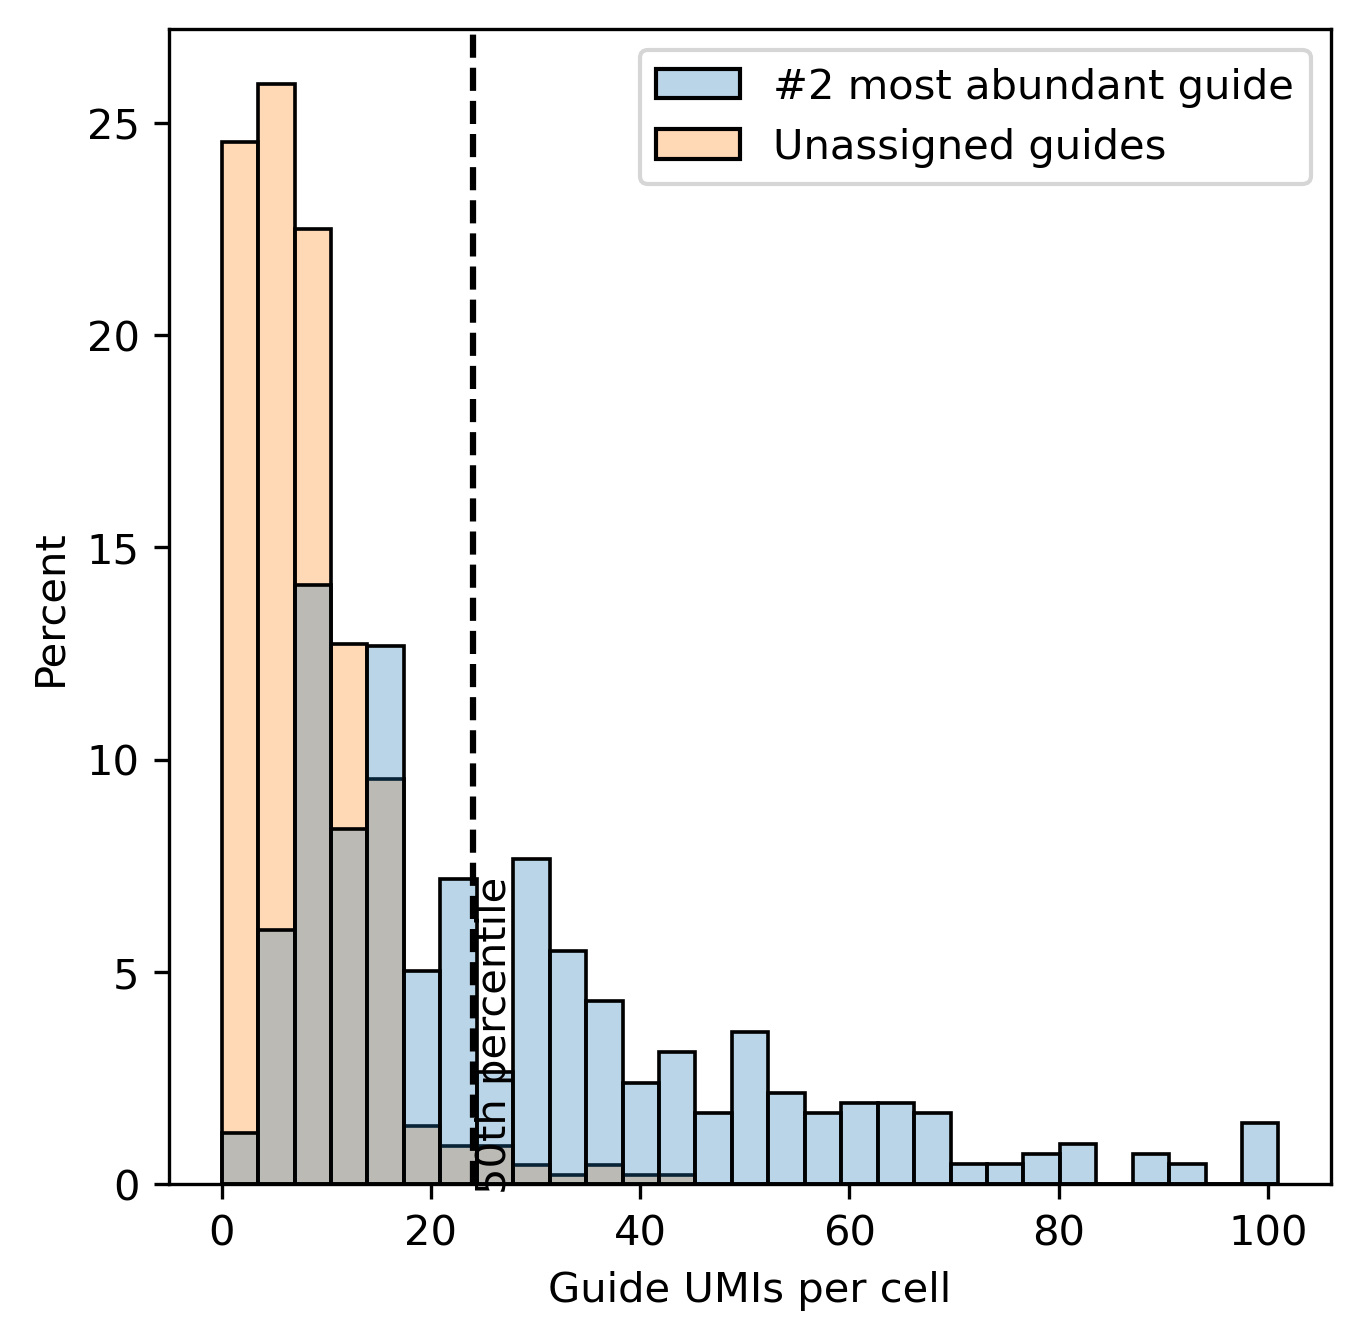 #2 most abundant guide
Unassigned guides
25
20
15
10
5
0
Percent
50th percentile
0 20 40 60 80 100
Guide UMIs per cell